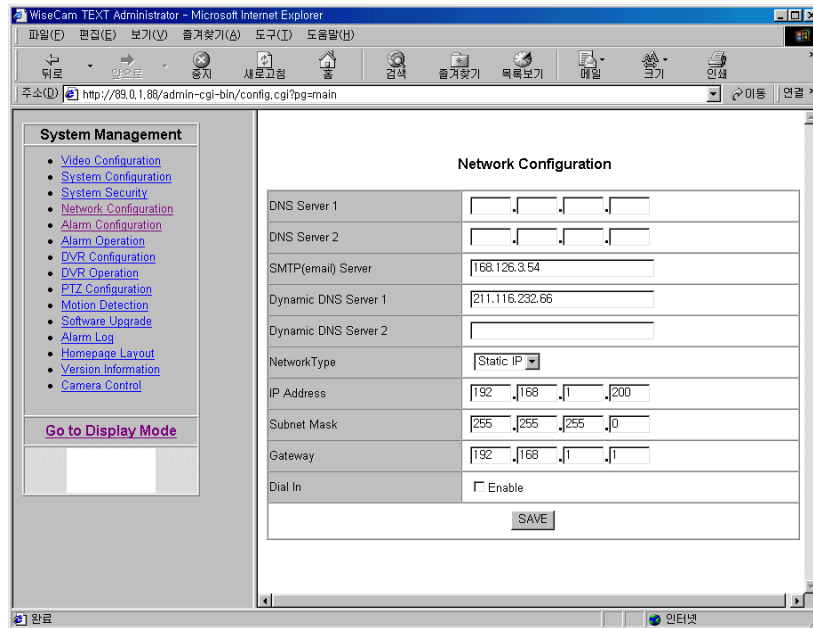 WiseCam TEXT Administrator - Microsoft Internet Explorer
파일(F) 편집(E) 보기(V) 즐겨찾기(A) 도구(T) 도움말(H)
뒤로 앞으로 중지 새로고침 홈 검색 즐겨찾기 목록보기 메일 크기 인쇄
주소(D) http://89.0.1.88/admin-cgi-bin/config.cgi?pg=main 이동 연결
System Management
Video Configuration
System Configuration
System Security
Network Configuration
Alarm Configuration
Alarm Operation
DVR Configuration
DVR Operation
PTZ Configuration
Motion Detection
Software Upgrade
Alarm Log
Homepage Layout
Version Information
Camera Control
Go to Display Mode
Network Configuration
DNS Server 1 . . .
DNS Server 2 . . .
SMTP(email) Server 168.126.3.54
Dynamic DNS Server 1 211.116.232.66
Dynamic DNS Server 2
NetworkType Static IP
IP Address 192 .168 .1 .200
Subnet Mask 255 .255 .255 .0
Gateway 192 .168 .1 .1
Dial In Enable
SAVE
완료 인터넷